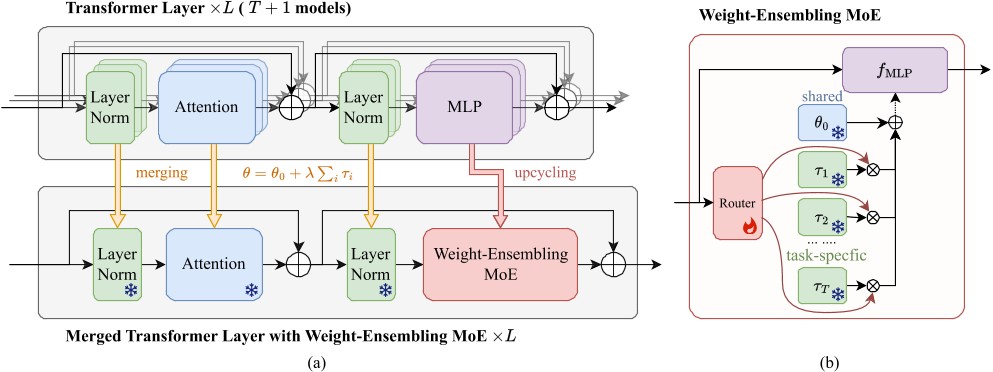 Transformer Layer ×L ( T + 1 models)
Layer
Norm
Attention
Layer
Norm
MLP
merging
θ = θ₀ + λ ∑ᵢ τᵢ
upcycling
Layer
Norm
Attention
Layer
Norm
Weight-Ensembling
MoE
Merged Transformer Layer with Weight-Ensembling MoE ×L
(a)
Weight-Ensembling MoE
f_MLP
shared
θ₀
τ₁
Router
τ₂
... ...
task-specfic
τ_T
(b)